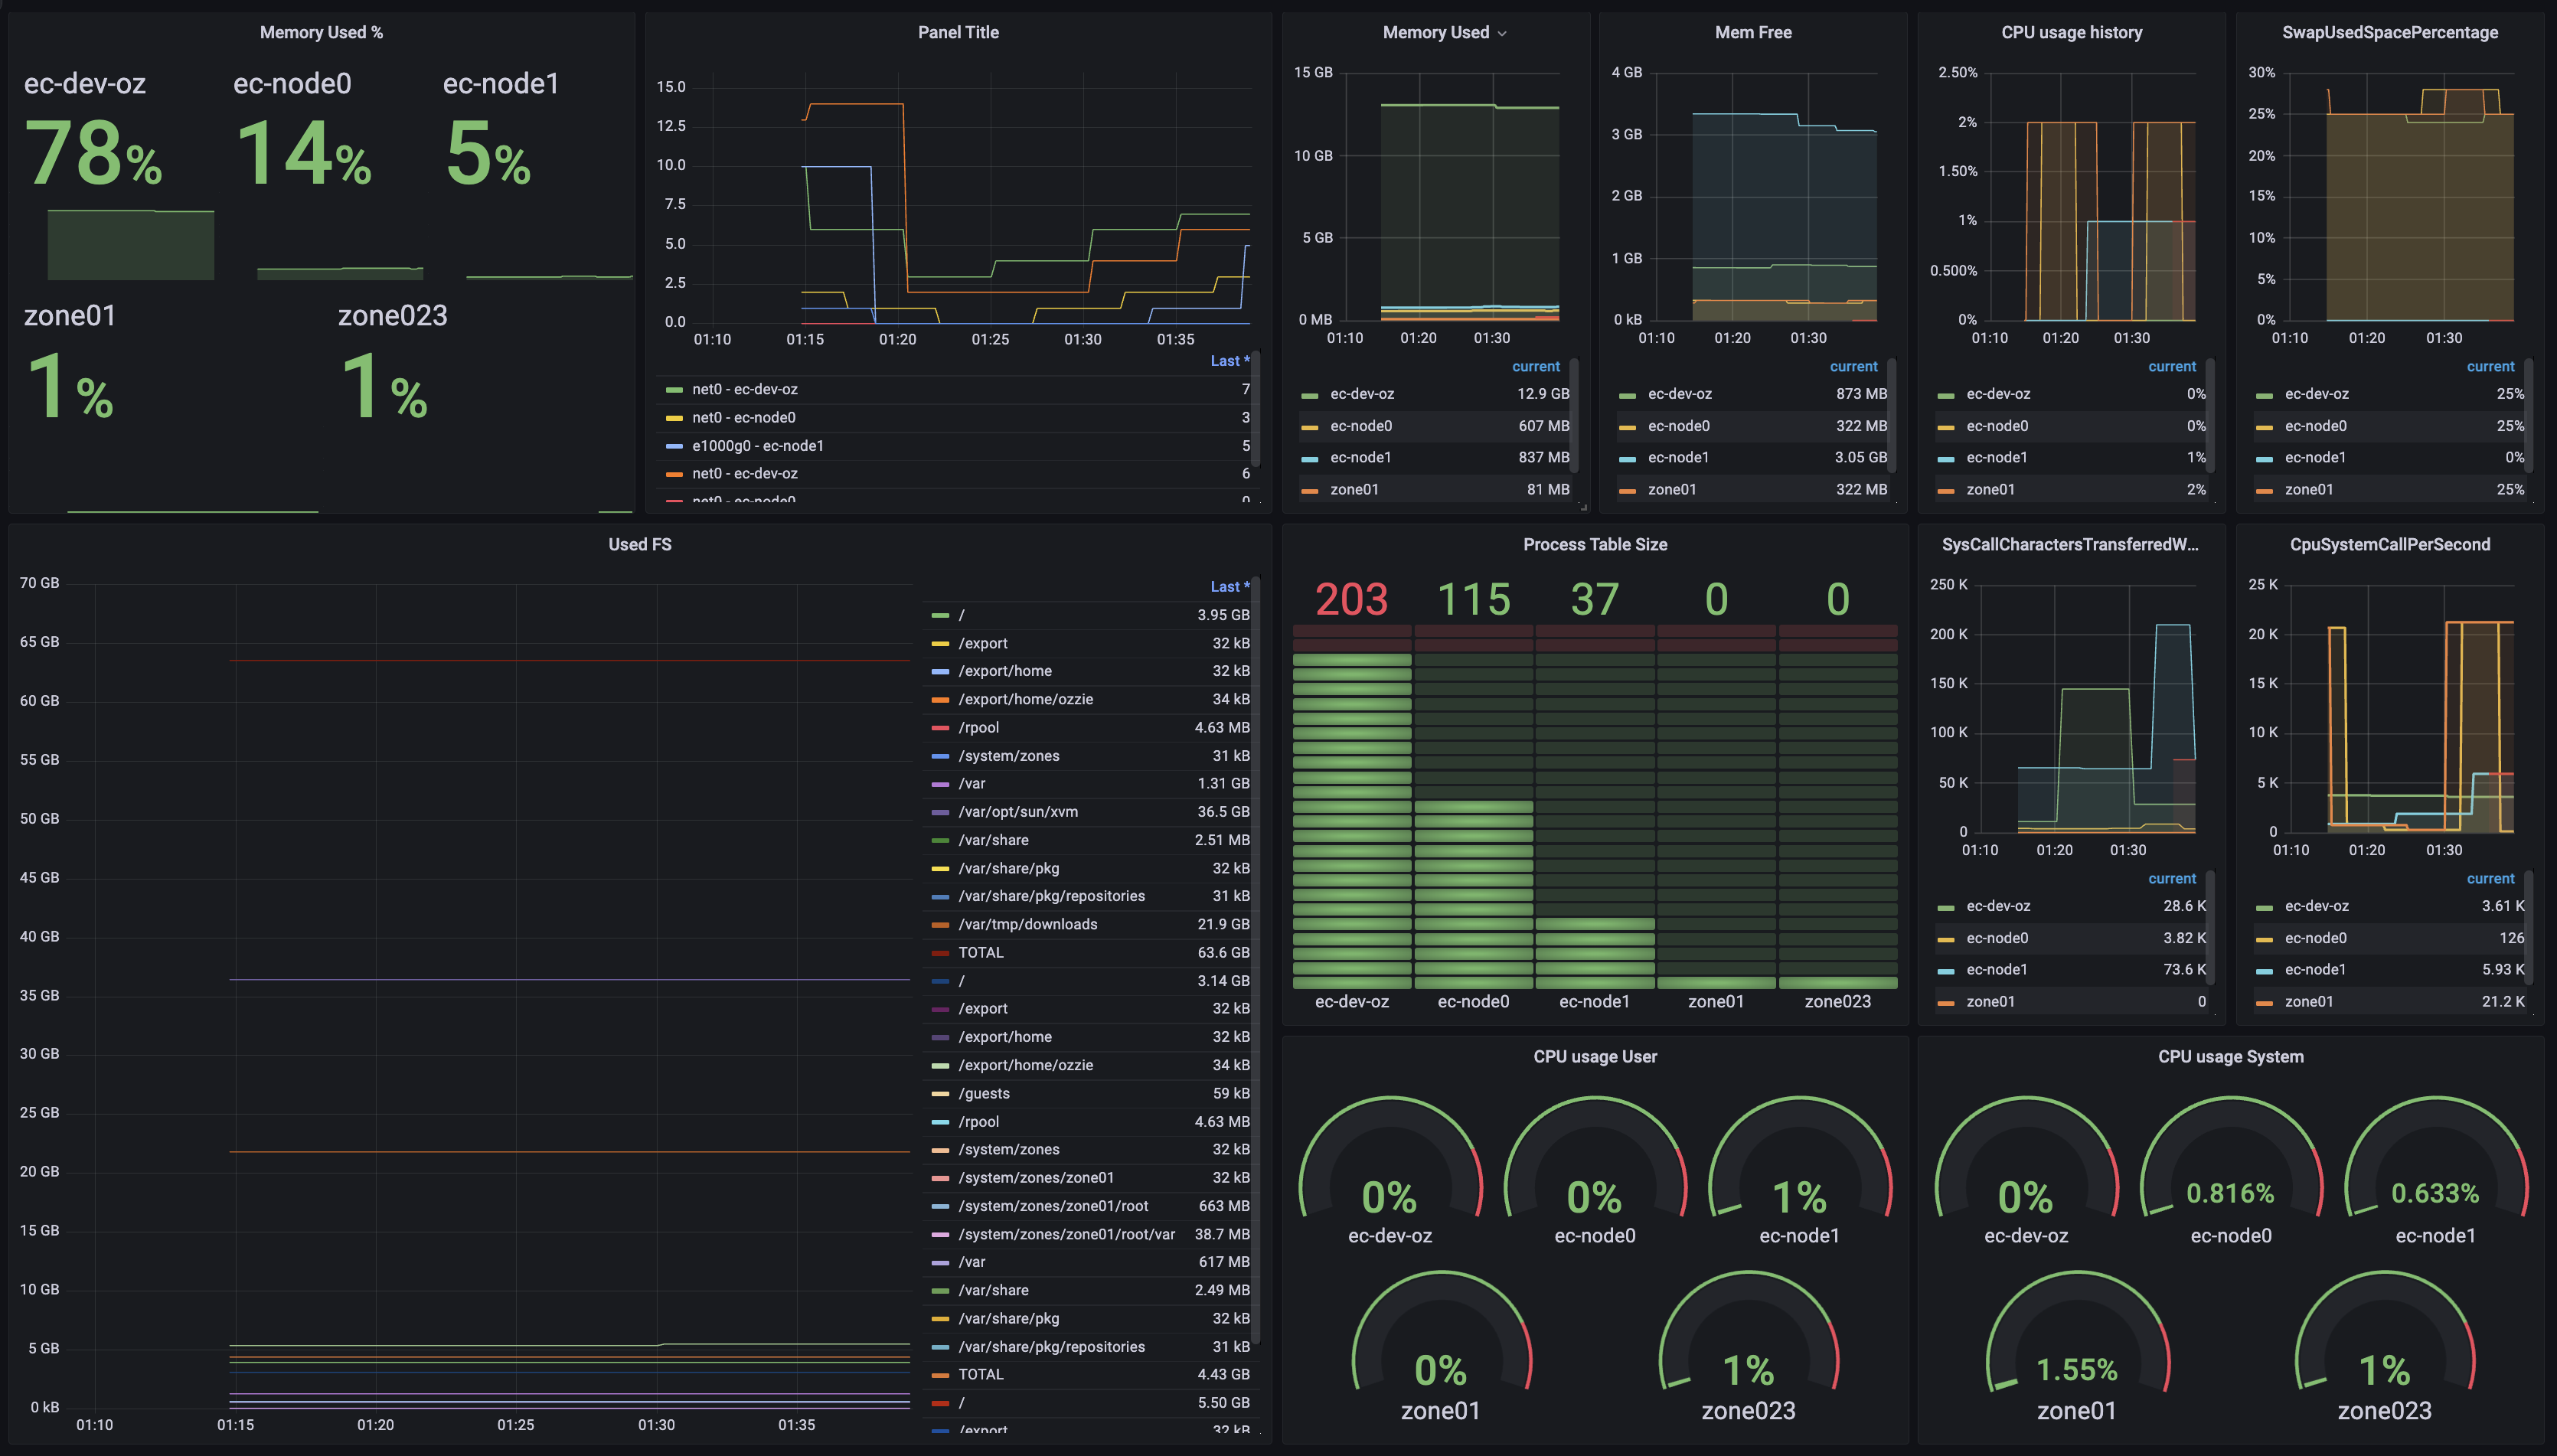 Memory Used %
ec-dev-oz ec-node0 ec-node1
78% 14% 5%
zone01 zone023
1% 1%
Panel Title
15.0
12.5
10.0
7.5
5.0
2.5
0.0
01:10 01:15 01:20 01:25 01:30 01:35
Last *
net0 - ec-dev-oz 7
net0 - ec-node0 3
e1000g0 - ec-node1 5
net0 - ec-dev-oz 6
net0 - ec-node0 0
Memory Used
15 GB
10 GB
5 GB
0 MB
01:10 01:20 01:30
current
ec-dev-oz 12.9 GB
ec-node0 607 MB
ec-node1 837 MB
zone01 81 MB
Mem Free
4 GB
3 GB
2 GB
1 GB
0 kB
01:10 01:20 01:30
current
ec-dev-oz 873 MB
ec-node0 322 MB
ec-node1 3.05 GB
zone01 322 MB
CPU usage history
2.50%
2%
1.50%
1%
0.500%
0%
01:10 01:20 01:30
current
ec-dev-oz 0%
ec-node0 0%
ec-node1 1%
zone01 2%
SwapUsedSpacePercentage
30%
25%
20%
15%
10%
5%
0%
01:10 01:20 01:30
current
ec-dev-oz 25%
ec-node0 25%
ec-node1 0%
zone01 25%
Used FS
70 GB
65 GB
60 GB
55 GB
50 GB
45 GB
40 GB
35 GB
30 GB
25 GB
20 GB
15 GB
10 GB
5 GB
0 kB
01:10 01:15 01:20 01:25 01:30 01:35
Last *
/ 3.95 GB
/export 32 kB
/export/home 32 kB
/export/home/ozzie 34 kB
/rpool 4.63 MB
/system/zones 31 kB
/var 1.31 GB
/var/opt/sun/xvm 36.5 GB
/var/share 2.51 MB
/var/share/pkg 32 kB
/var/share/pkg/repositories 31 kB
/var/tmp/downloads 21.9 GB
TOTAL 63.6 GB
/ 3.14 GB
/export 32 kB
/export/home 32 kB
/export/home/ozzie 34 kB
/guests 59 kB
/rpool 4.63 MB
/system/zones 32 kB
/system/zones/zone01 32 kB
/system/zones/zone01/root 663 MB
/system/zones/zone01/root/var 38.7 MB
/var 617 MB
/var/share 2.49 MB
/var/share/pkg 32 kB
/var/share/pkg/repositories 31 kB
TOTAL 4.43 GB
/ 5.50 GB
/export 32 kB
Process Table Size
203 115 37 0 0
ec-dev-oz ec-node0 ec-node1 zone01 zone023
SysCallCharactersTransferredW...
250 K
200 K
150 K
100 K
50 K
0
01:10 01:20 01:30
current
ec-dev-oz 28.6 K
ec-node0 3.82 K
ec-node1 73.6 K
zone01 0
CpuSystemCallPerSecond
25 K
20 K
15 K
10 K
5 K
0
01:10 01:20 01:30
current
ec-dev-oz 3.61 K
ec-node0 126
ec-node1 5.93 K
zone01 21.2 K
CPU usage User
0% 0% 1%
ec-dev-oz ec-node0 ec-node1
0% 1%
zone01 zone023
CPU usage System
0% 0.816% 0.633%
ec-dev-oz ec-node0 ec-node1
1.55% 1%
zone01 zone023